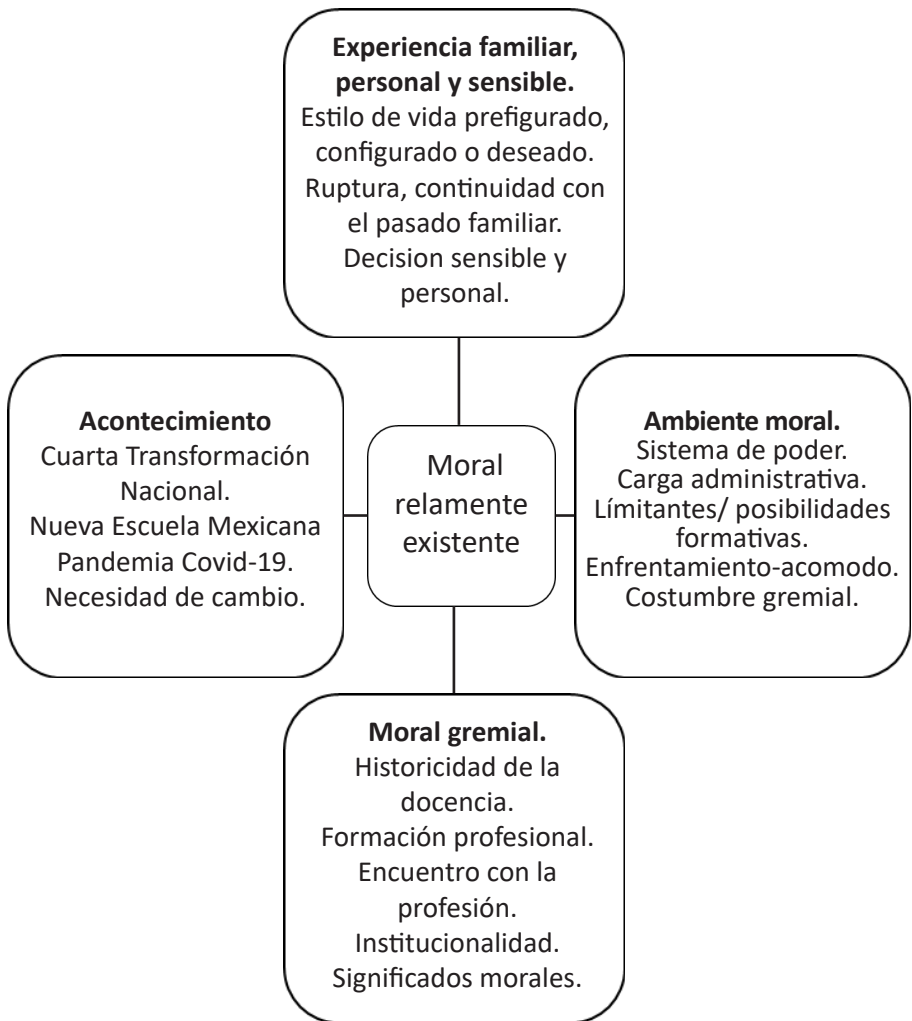 Experiencia familiar,
personal y sensible.
Estilo de vida prefigurado,
configurado o deseado.
Ruptura, continuidad con
el pasado familiar.
Decision sensible y
personal.
Acontecimiento
Cuarta Transformación
Nacional.
Nueva Escuela Mexicana
Pandemia Covid-19.
Necesidad de cambio.
Moral
relamente
existente
Ambiente moral.
Sistema de poder.
Carga administrativa.
Límitantes/ posibilidades
formativas.
Enfrentamiento-acomodo.
Costumbre gremial.
Moral gremial.
Historicidad de la
docencia.
Formación profesional.
Encuentro con la
profesión.
Institucionalidad.
Significados morales.